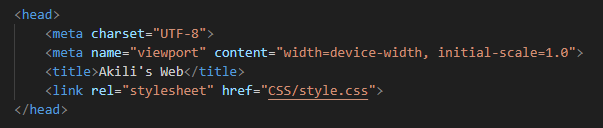 <head>
    <meta charset="UTF-8">
    <meta name="viewport" content="width=device-width, initial-scale=1.0">
    <title>Akili's Web</title>
    <link rel="stylesheet" href="CSS/style.css">
</head>